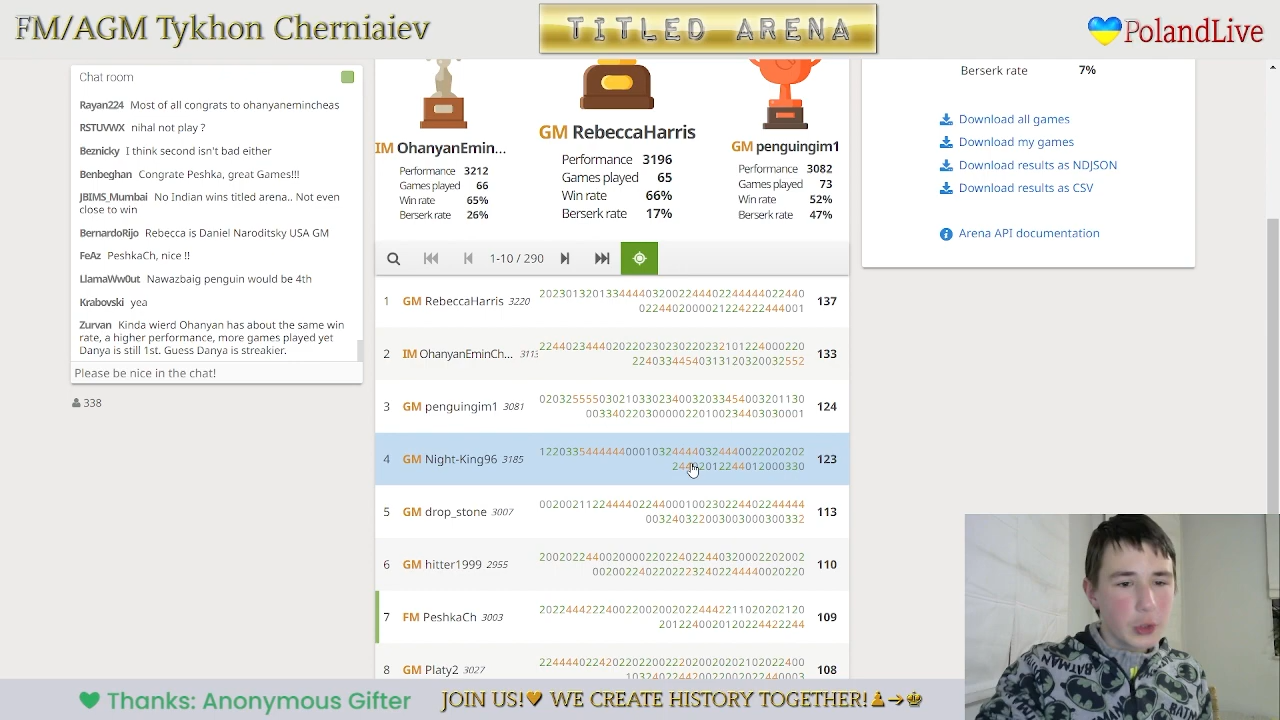 FM/AGM Tykhon Cherniaiev
TITLED ARENA
PolandLive
Chat room
Rayan224 Most of all congrats to ohanyanemincheas
RSTUVWX nihal not play ?
Beznicky I think second isn't bad either
Benbeghan Congrate Peshka, gret Games!!!
JBIMS_Mumbai No Indian wins titled arena.. Not even
close to win
BernardoRijo Rebecca is Daniel Naroditsky USA GM
FeAz PeshkaCh, nice !!
LlamaWw0ut Nawazbaig penguin would be 4th
Krabovski yea
Zurvan Kinda wierd Ohanyan has about the same win
rate, a higher performance, more games played yet
Danya is still 1st. Guess Danya is streakier.
Please be nice in the chat!
338
IM OhanyanEmin...
Performance 3212
Games played 66
Win rate 65%
Berserk rate 26%
GM RebeccaHarris
Performance 3196
Games played 65
Win rate 66%
Berserk rate 17%
GM penguingim1
Performance 3082
Games played 73
Win rate 52%
Berserk rate 47%
1-10 / 290
1 GM RebeccaHarris 3220 137
2 IM OhanyanEminCh... 3113 133
3 GM penguingim1 3081 124
4 GM Night-King96 3185 123
5 GM drop_stone 3007 113
6 GM hitter1999 2955 110
7 FM PeshkaCh 3003 109
8 GM Platy2 3027 108
Berserk rate 7%
Download all games
Download my games
Download results as NDJSON
Download results as CSV
Arena API documentation
Thanks: Anonymous Gifter
JOIN US! WE CREATE HISTORY TOGETHER!
BATMAN